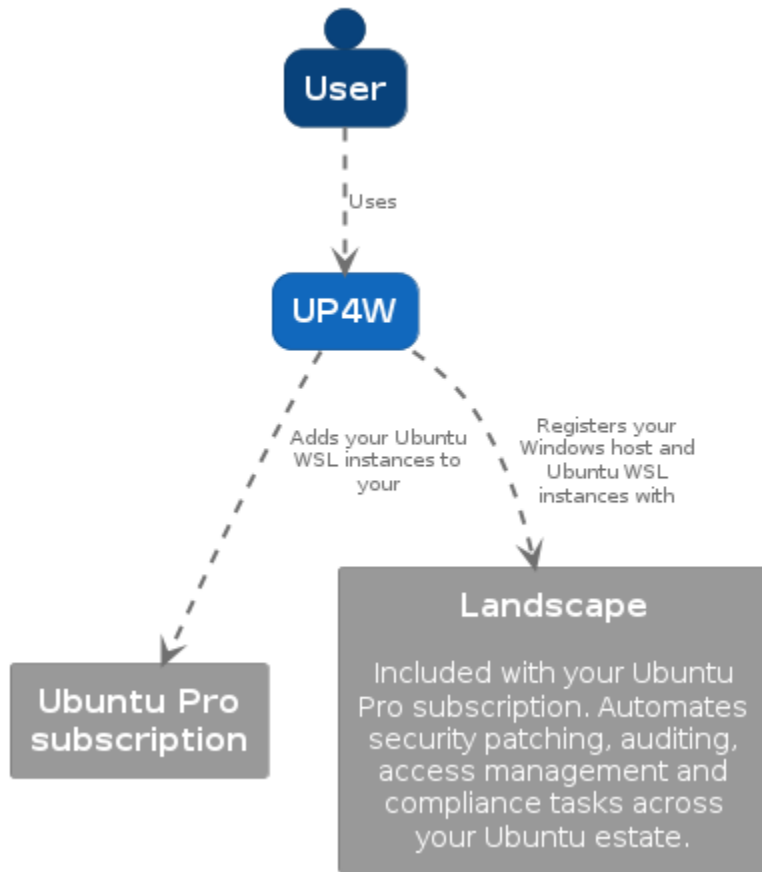 User
Uses
UP4W
Adds your Ubuntu
WSL instances to
your
Registers your
Windows host and
Ubuntu WSL
instances with
Ubuntu Pro
subscription
Landscape
Included with your Ubuntu
Pro subscription. Automates
security patching, auditing,
access management and
compliance tasks across
your Ubuntu estate.